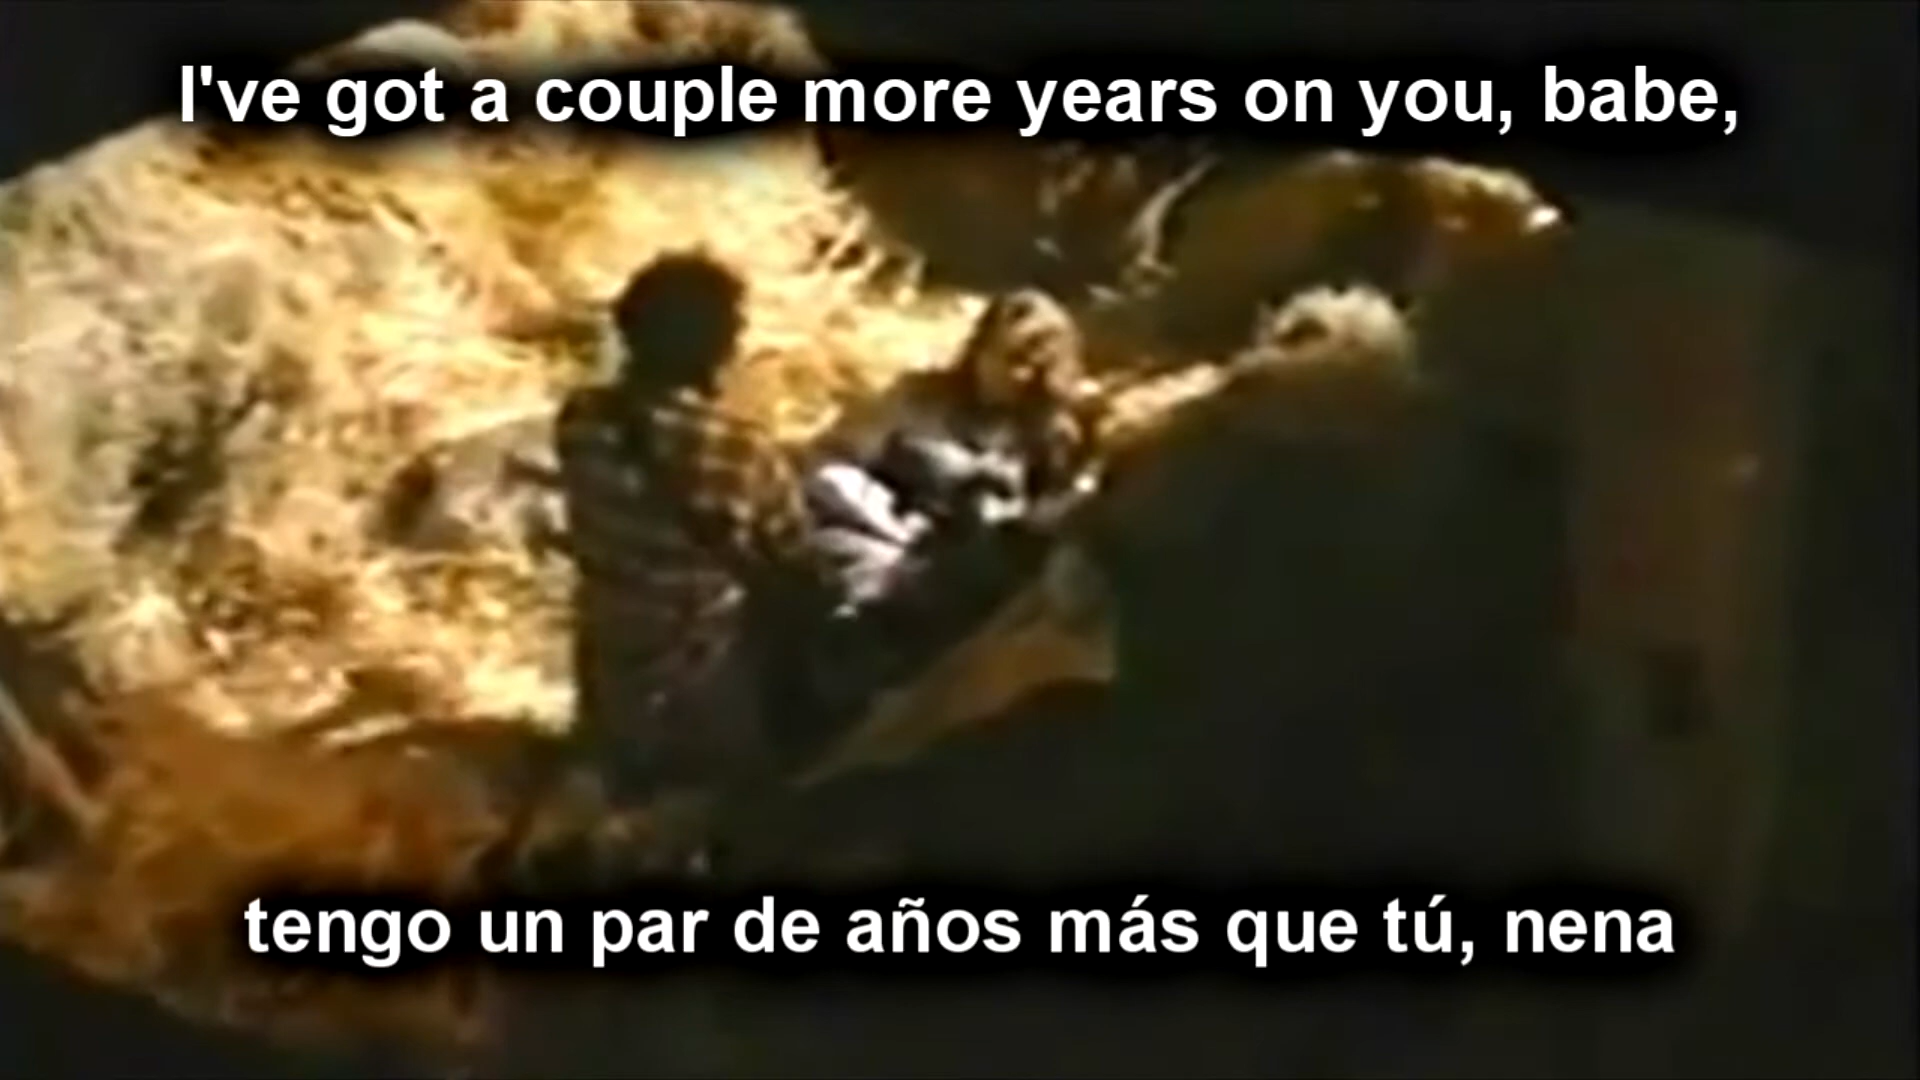 I've got a couple more years on you, babe,
tengo un par de años más que tú, nena